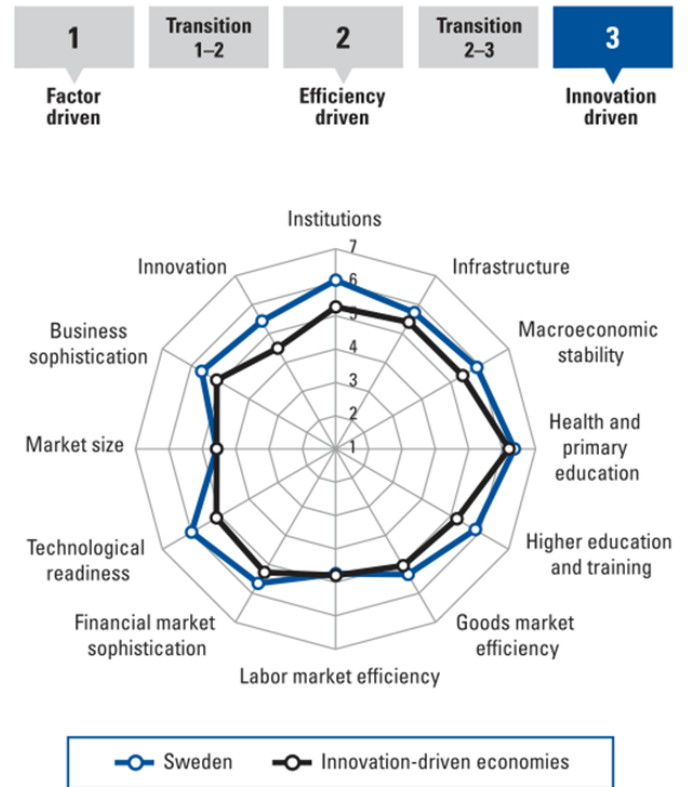 1
Transition
1–2
2
Transition
2–3
3
Factor
driven
Efficiency
driven
Innovation
driven
Institutions
7
6
5
4
3
2
1
Infrastructure
Macroeconomic
stability
Health and
primary
education
Higher education
and training
Goods market
efficiency
Labor market efficiency
Financial market
sophistication
Technological
readiness
Market size
Business
sophistication
Innovation
Sweden
Innovation-driven economies